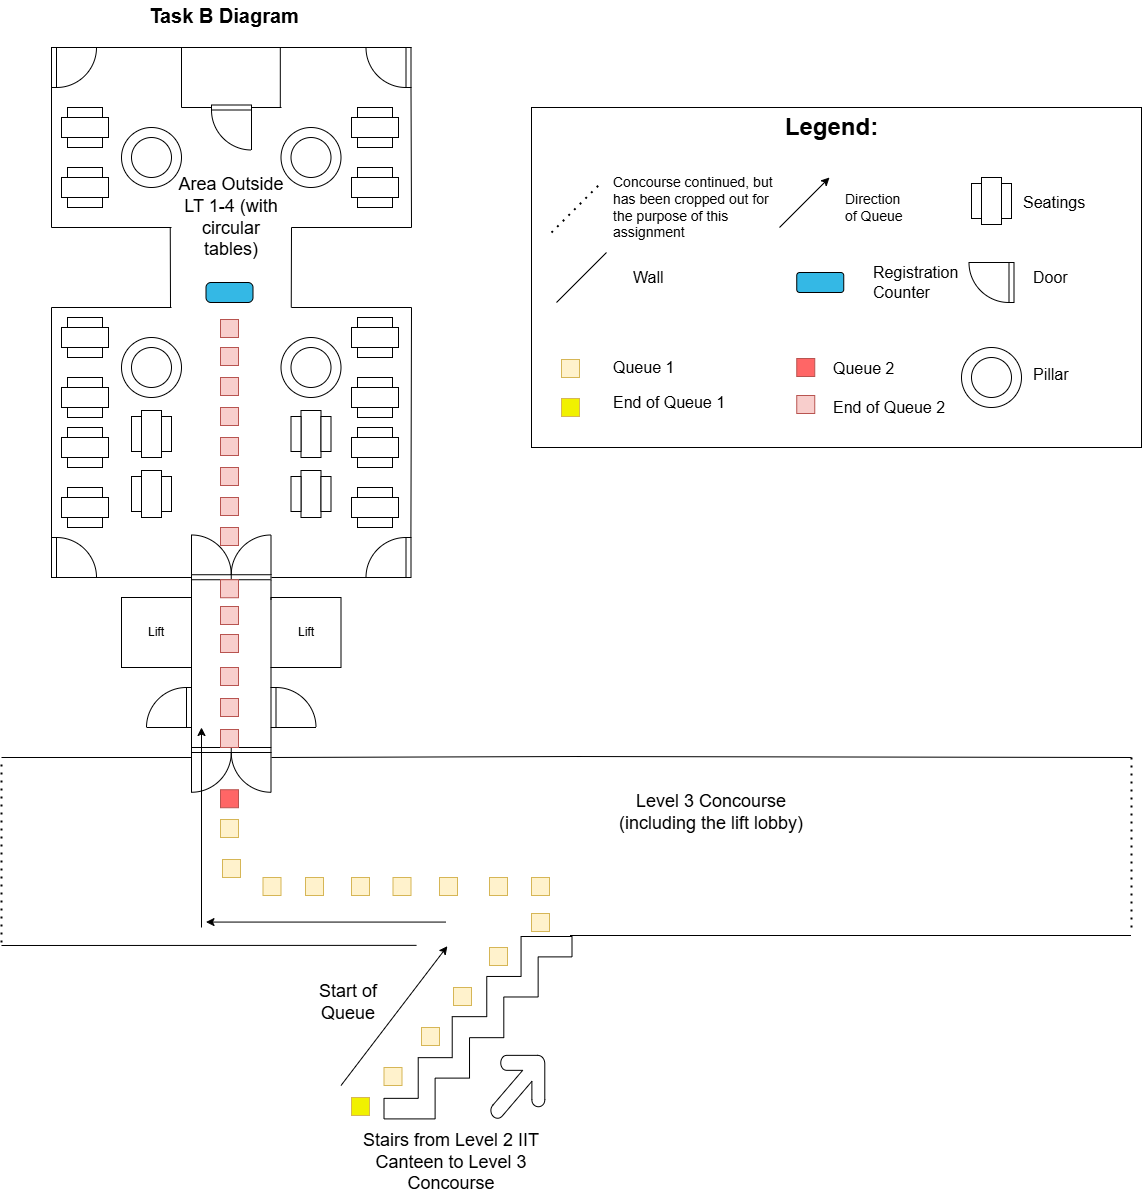 Task B Diagram
Area Outside
LT 1-4 (with
circular
tables)
Legend:
Concourse continued, but
has been cropped out for
the purpose of this
assignment
Direction
of Queue
Seatings
Wall
Registration
Counter
Door
Queue 1
Queue 2
Pillar
End of Queue 1
End of Queue 2
Lift
Lift
Level 3 Concourse
(including the lift lobby)
Start of
Queue
Stairs from Level 2 IIT
Canteen to Level 3
Concourse